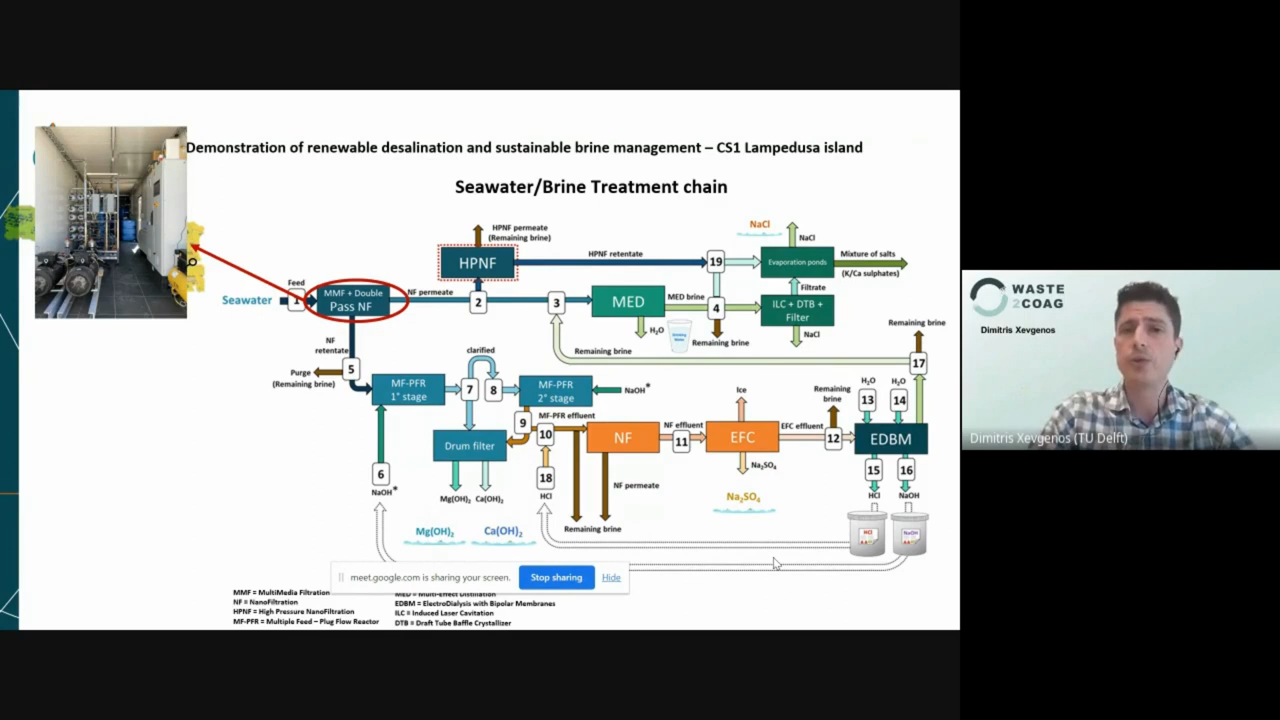 Demonstration of renewable desalination and sustainable brine management – CS1 Lampedusa island
Seawater/Brine Treatment chain
HPNF permeate
(Remaining brine)
NaCl
NaCl
HPNF
HPNF retentate
19
Evaporation ponds
Mixture of salts
(K/Ca sulphates)
Feed
Seawater
1
MMF + Double
Pass NF
NF permeate
2
3
MED
MED brine
4
Filtrate
ILC + DTB +
Filter
H₂O
Drinking
Water
Remaining brine
NaCl
Remaining brine
NF
retentate
5
Purge
(Remaining brine)
clarified
Remaining brine
17
MF-PFR
1° stage
7
8
MF-PFR
2° stage
NaOH*
Ice
Remaining
brine
H₂O
H₂O
13
14
9
MF-PFR effluent
10
Drum filter
NF
NF effluent
11
EFC
EFC effluent
12
EDBM
6
NaOH*
Mg(OH)₂
Ca(OH)₂
18
HCl
NF permeate
Na₂SO₄
15
16
HCl
NaOH
Na₂SO₄
Remaining brine
Mg(OH)₂
Ca(OH)₂
HCl
NaOH
meet.google.com is sharing your screen.
Stop sharing
Hide
MMF = MultiMedia Filtration
NF = NanoFiltration
HPNF = High Pressure NanoFiltration
MF-PFR = Multiple Feed – Plug Flow Reactor
MED = Multi-Effect Distillation
EDBM = ElectroDialysis with Bipolar Membranes
ILC = Induced Laser Cavitation
DTB = Draft Tube Baffle Crystallizer
WASTE
2COAG
Dimitris Xevgenos
Dimitris Xevgenos (TU Delft)